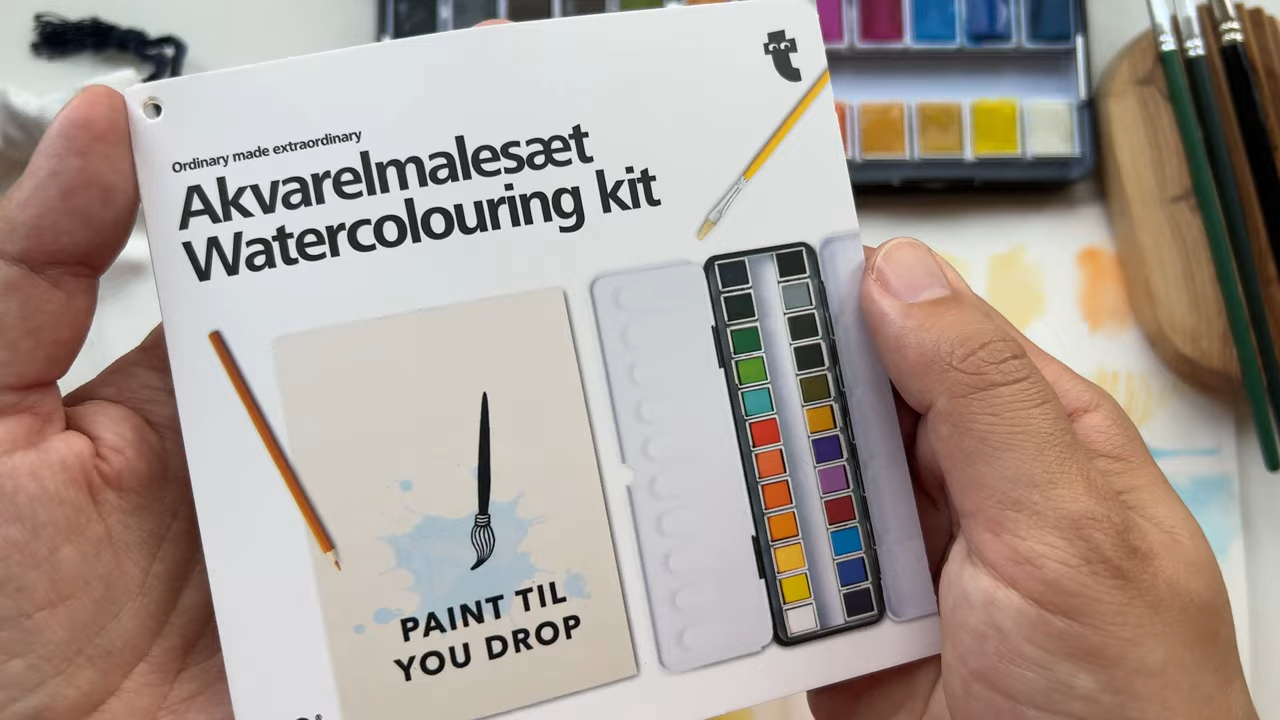 Ordinary made extraordinary
Akvarelmalesæt
Watercolouring kit
PAINT TIL
YOU DROP